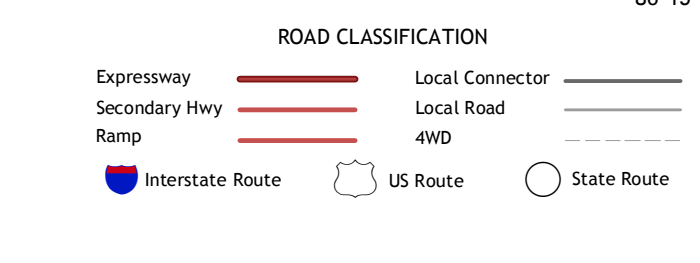 ROAD CLASSIFICATION
Expressway
Local Connector
Secondary Hwy
Local Road
Ramp
4WD
Interstate Route
US Route
State Route